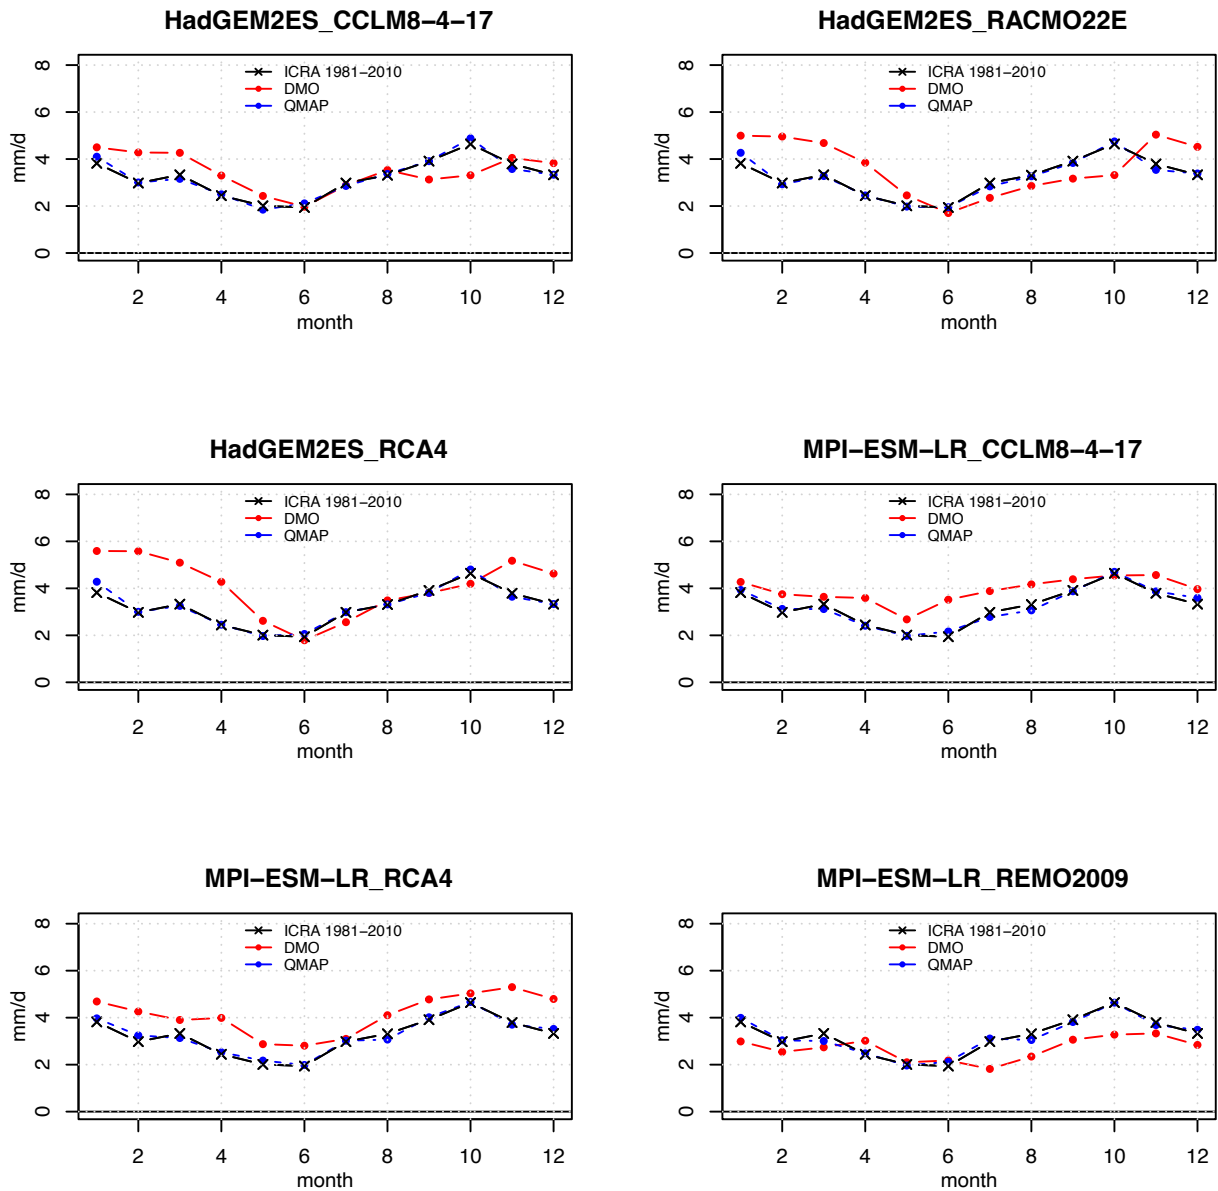 HadGEM2ES_CCLM8−4−17
ICRA 1981−2010
DMO
QMAP
mm/d
8
6
4
2
0
2 4 6 8 10 12
month
HadGEM2ES_RACMO22E
ICRA 1981−2010
DMO
QMAP
mm/d
8
6
4
2
0
2 4 6 8 10 12
month
HadGEM2ES_RCA4
ICRA 1981−2010
DMO
QMAP
mm/d
8
6
4
2
0
2 4 6 8 10 12
month
MPI−ESM−LR_CCLM8−4−17
ICRA 1981−2010
DMO
QMAP
mm/d
8
6
4
2
0
2 4 6 8 10 12
month
MPI−ESM−LR_RCA4
ICRA 1981−2010
DMO
QMAP
mm/d
8
6
4
2
0
2 4 6 8 10 12
month
MPI−ESM−LR_REMO2009
ICRA 1981−2010
DMO
QMAP
mm/d
8
6
4
2
0
2 4 6 8 10 12
month